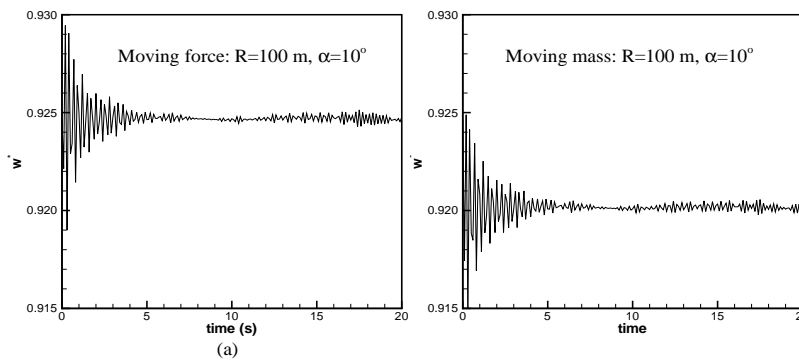 0.930
0.925
0.920
0.915
w*
Moving force: R=100 m, α=10°
0 5 10 15 20
time (s)
(a)
0.930
0.925
0.920
0.915
w
Moving mass: R=100 m, α=10°
0 5 10 15 20
time